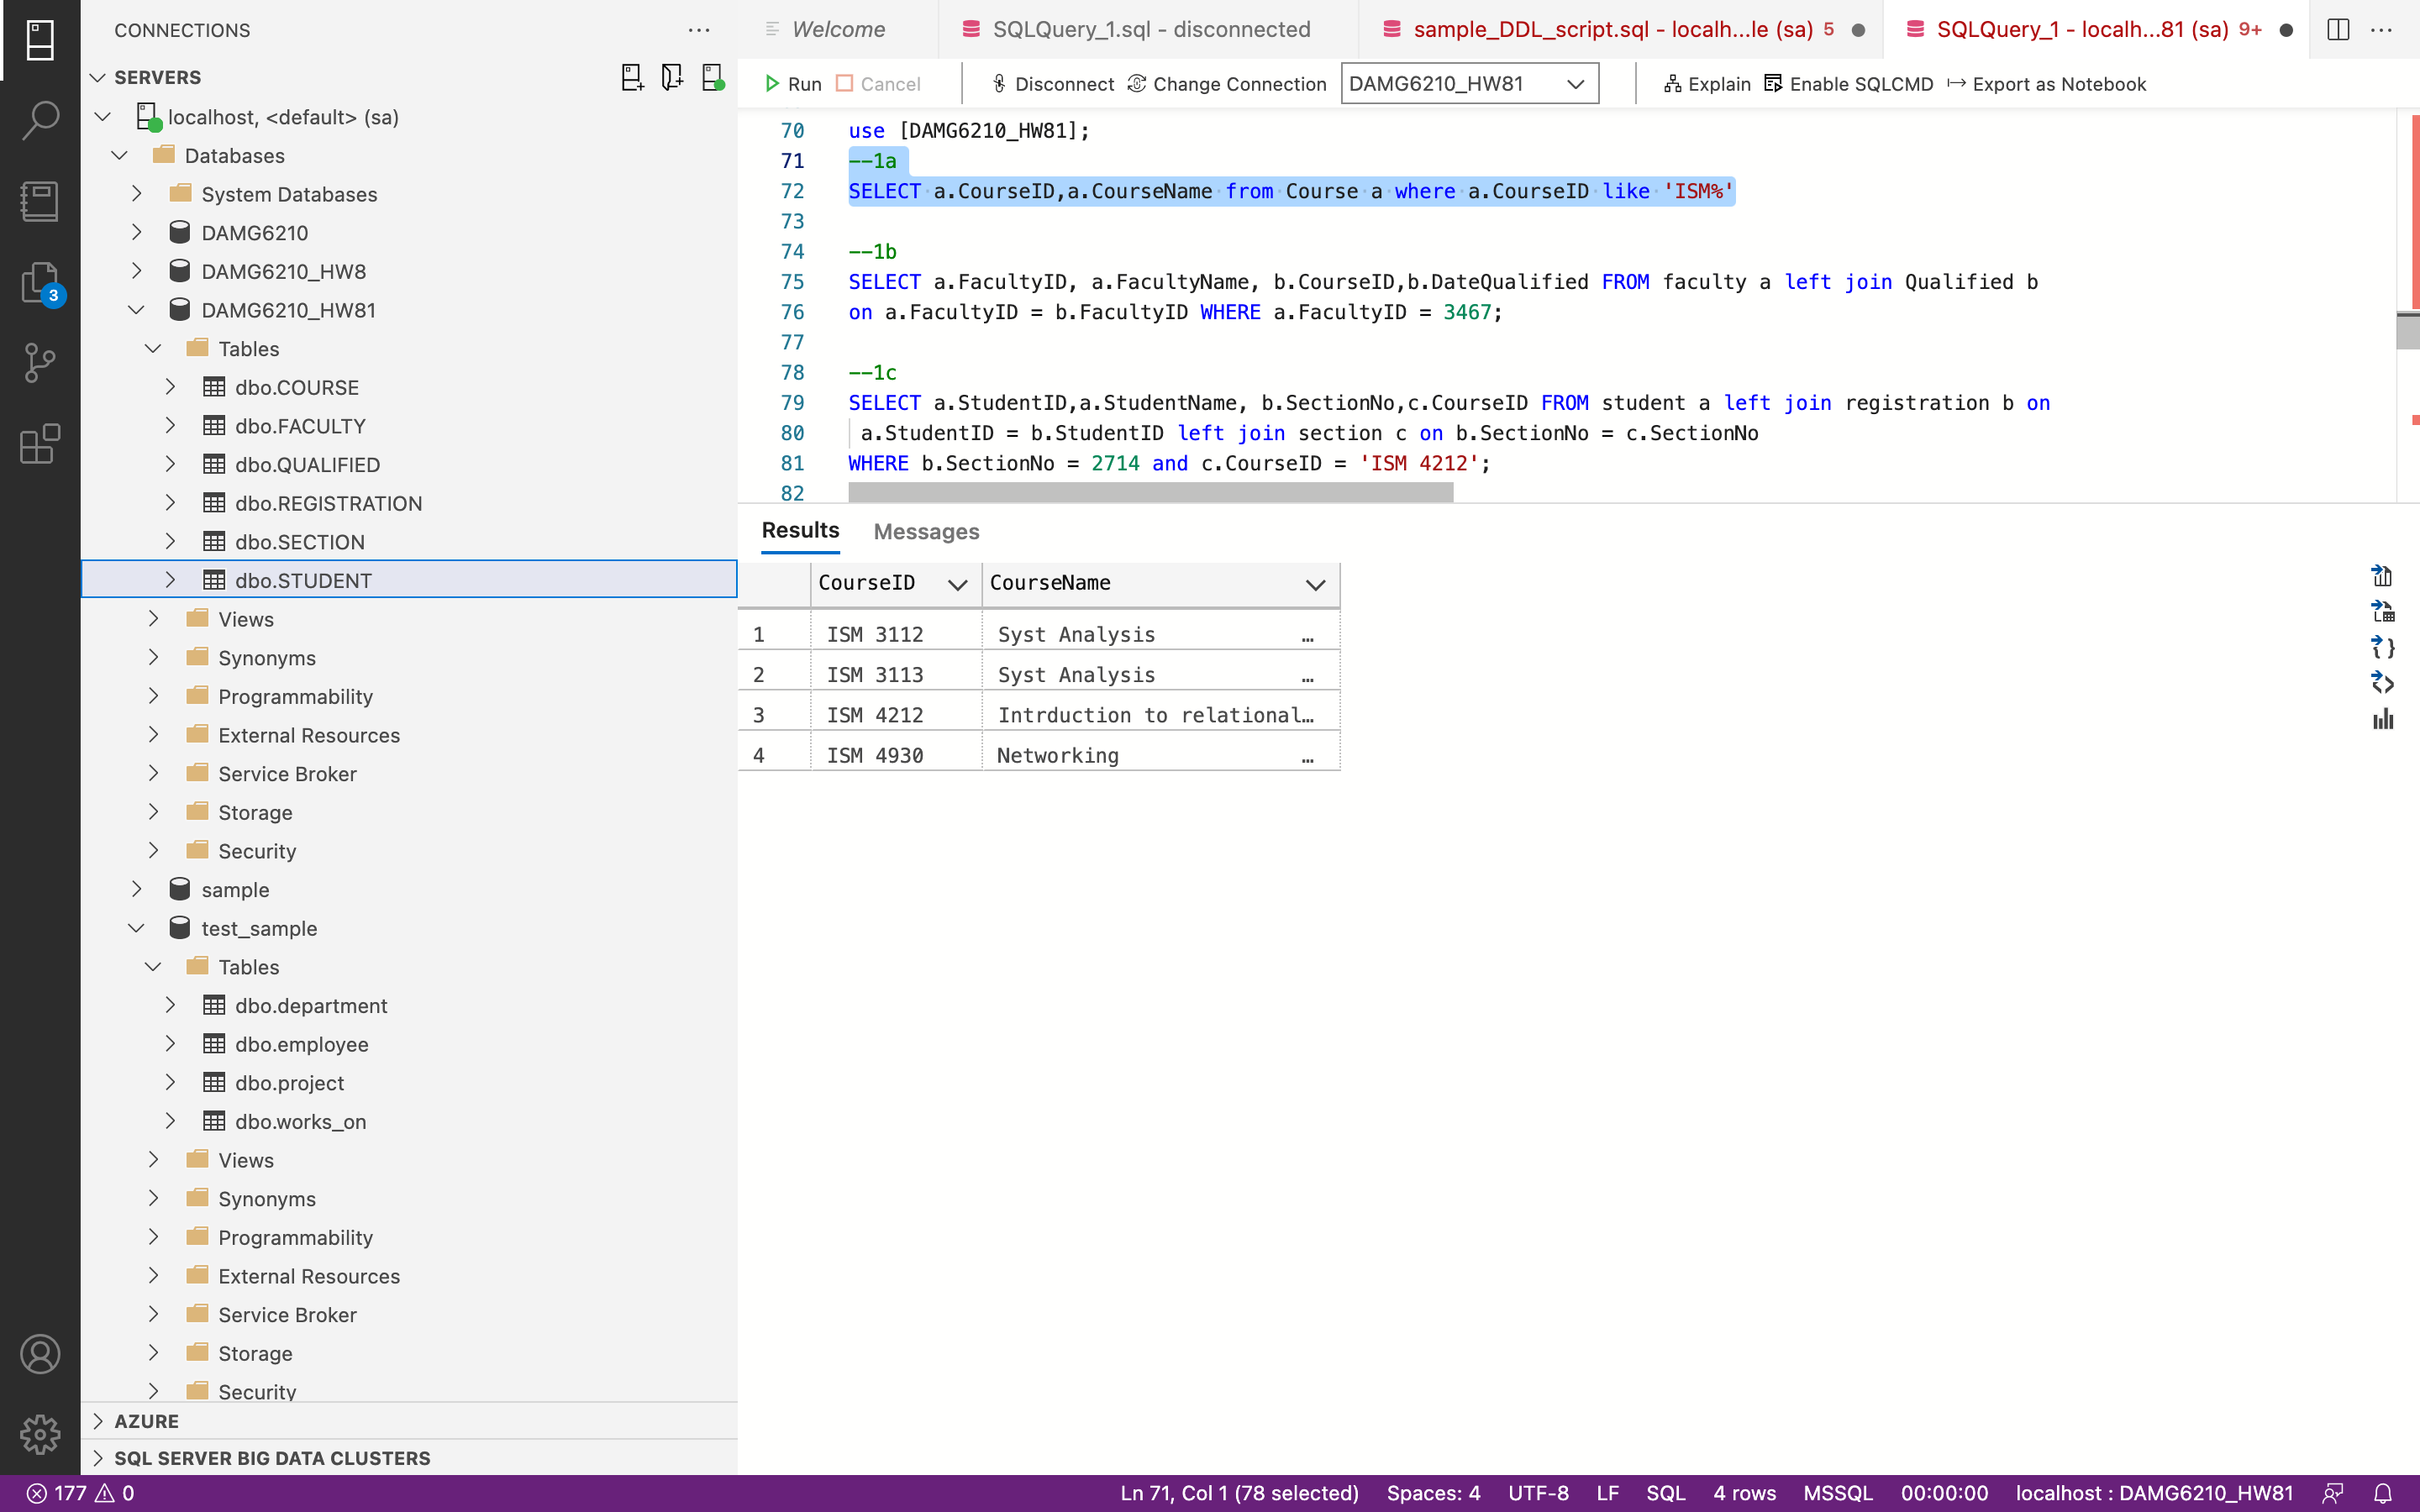 CONNECTIONS
SERVERS
localhost, <default> (sa)
Databases
System Databases
DAMG6210
DAMG6210_HW8
DAMG6210_HW81
Tables
dbo.COURSE
dbo.FACULTY
dbo.QUALIFIED
dbo.REGISTRATION
dbo.SECTION
dbo.STUDENT
Views
Synonyms
Programmability
External Resources
Service Broker
Storage
Security
sample
test_sample
Tables
dbo.department
dbo.employee
dbo.project
dbo.works_on
Views
Synonyms
Programmability
External Resources
Service Broker
Storage
Security
AZURE
SQL SERVER BIG DATA CLUSTERS
3
Welcome
SQLQuery_1.sql - disconnected
sample_DDL_script.sql - localh...le (sa) 5
SQLQuery_1 - localh...81 (sa) 9+
Run Cancel Disconnect Change Connection DAMG6210_HW81 Explain Enable SQLCMD Export as Notebook
70 use [DAMG6210_HW81];
71 --1a
72 SELECT a.CourseID,a.CourseName from Course a where a.CourseID like 'ISM%'
73
74 --1b
75 SELECT a.FacultyID, a.FacultyName, b.CourseID,b.DateQualified FROM faculty a left join Qualified b
76 on a.FacultyID = b.FacultyID WHERE a.FacultyID = 3467;
77
78 --1c
79 SELECT a.StudentID,a.StudentName, b.SectionNo,c.CourseID FROM student a left join registration b on
80 a.StudentID = b.StudentID left join section c on b.SectionNo = c.SectionNo
81 WHERE b.SectionNo = 2714 and c.CourseID = 'ISM 4212';
82
Results Messages
CourseID CourseName
1 ISM 3112 Syst Analysis …
2 ISM 3113 Syst Analysis …
3 ISM 4212 Intrduction to relational…
4 ISM 4930 Networking …
177 0
Ln 71, Col 1 (78 selected) Spaces: 4 UTF-8 LF SQL 4 rows MSSQL 00:00:00 localhost : DAMG6210_HW81